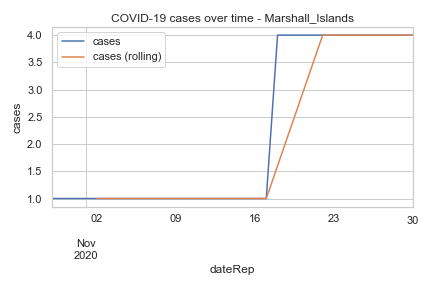 COVID-19 cases over time - Marshall_Islands
cases
cases (rolling)
4.0
3.5
3.0
2.5
2.0
1.5
1.0
cases
02 09 16 23 30
Nov
2020
dateRep